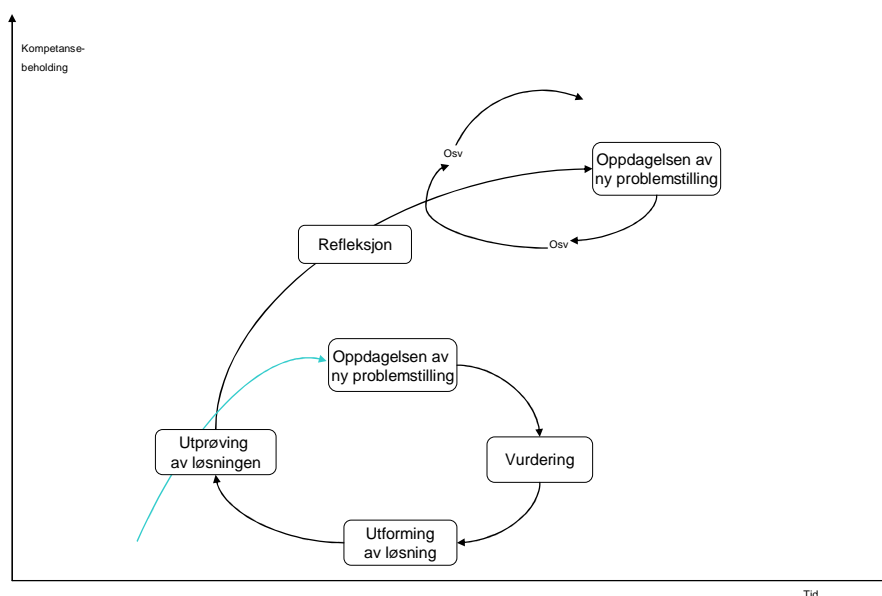 Kompetanse-
beholding
Osv
Oppdagelsen av
ny problemstilling
Refleksjon
Osv
Oppdagelsen av
ny problemstilling
Utprøving
av løsningen
Vurdering
Utforming
av løsning
Tid